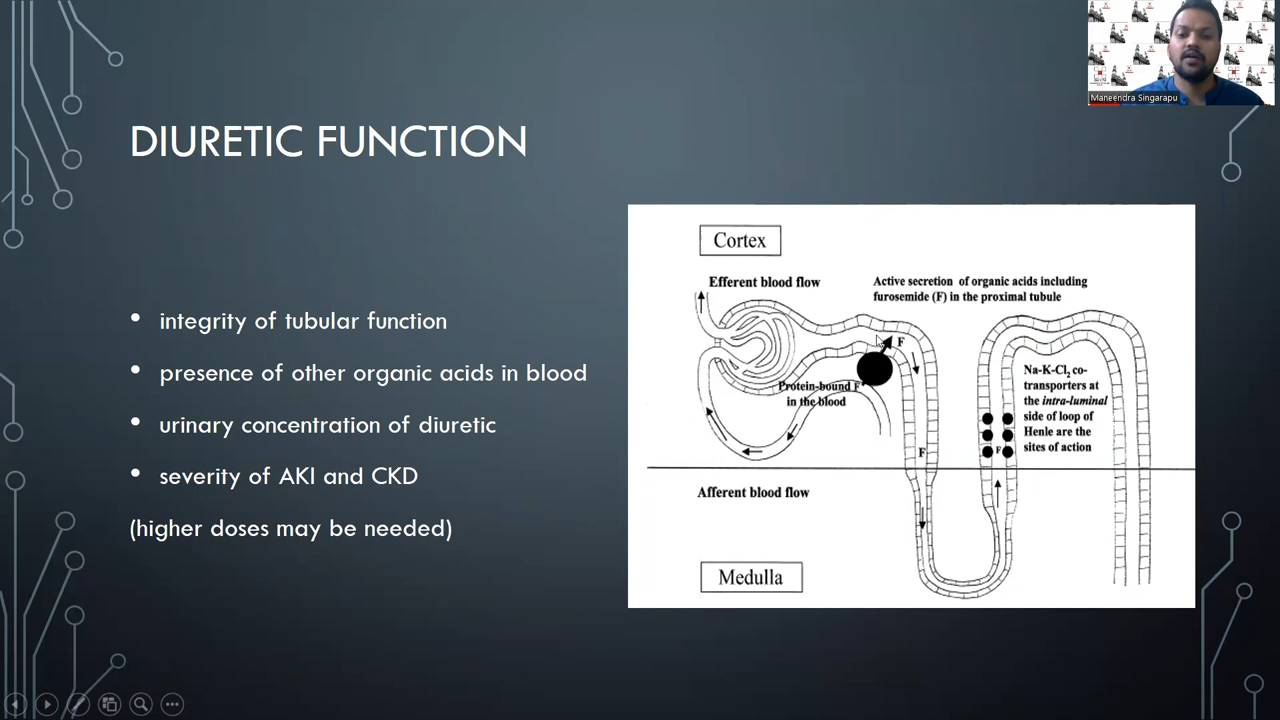 Maneendra Singarapu
DIURETIC FUNCTION
• integrity of tubular function
• presence of other organic acids in blood
• urinary concentration of diuretic
• severity of AKI and CKD
(higher doses may be needed)
Cortex
Efferent blood flow
Active secretion of organic acids including
furosemide (F) in the proximal tubule
F
Protein-bound F
in the blood
Na-K-Cl₂ co-
transporters at
the intra-luminal
side of loop of
Henle are the
sites of action
F
F
Afferent blood flow
Medulla